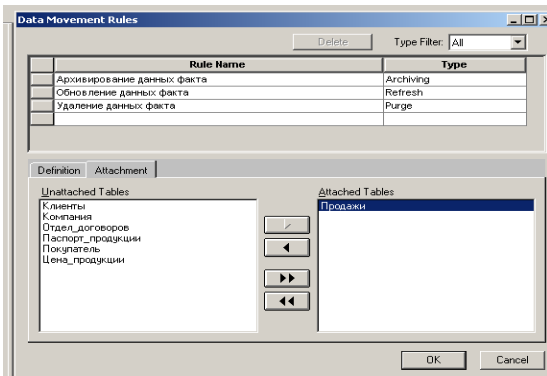 Data Movement Rules
Delete Type Filter: All
Rule Name Type
Архивирование данных факта Archiving
Обновление данных факта Refresh
Удаление данных факта Purge
Definition Attachment
Unattached Tables Attached Tables
Клиенты Продажи
Компания
Отдел_договоров
Паспорт_продукции
Покупатель
Цена_продукции
OK Cancel